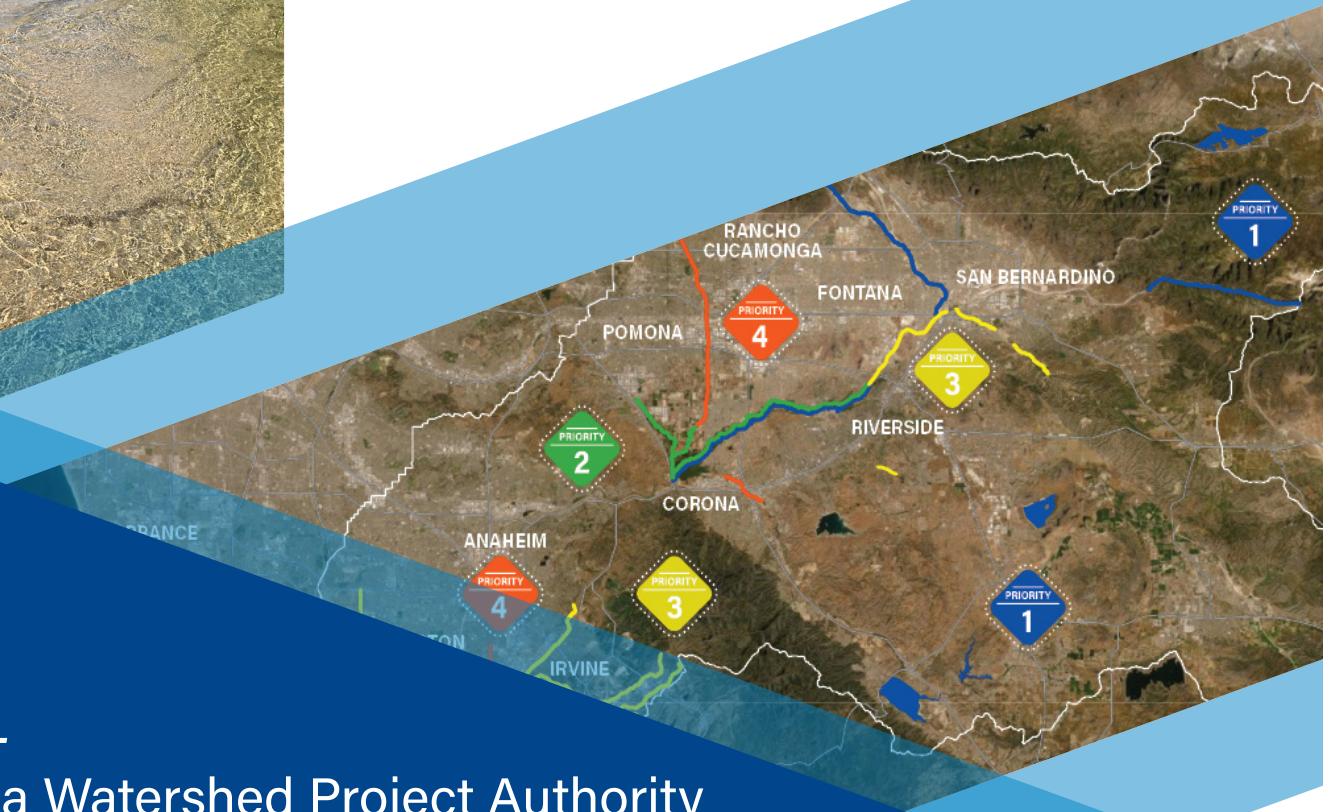 PRIORITY
1
RANCHO
CUCAMONGA
SAN BERNARDINO
FONTANA
PRIORITY
4
POMONA
PRIORITY
3
RIVERSIDE
PRIORITY
2
CORONA
ANAHEIM
PRIORITY
4
PRIORITY
3
PRIORITY
1
IRVINE
a Watershed Project Authority